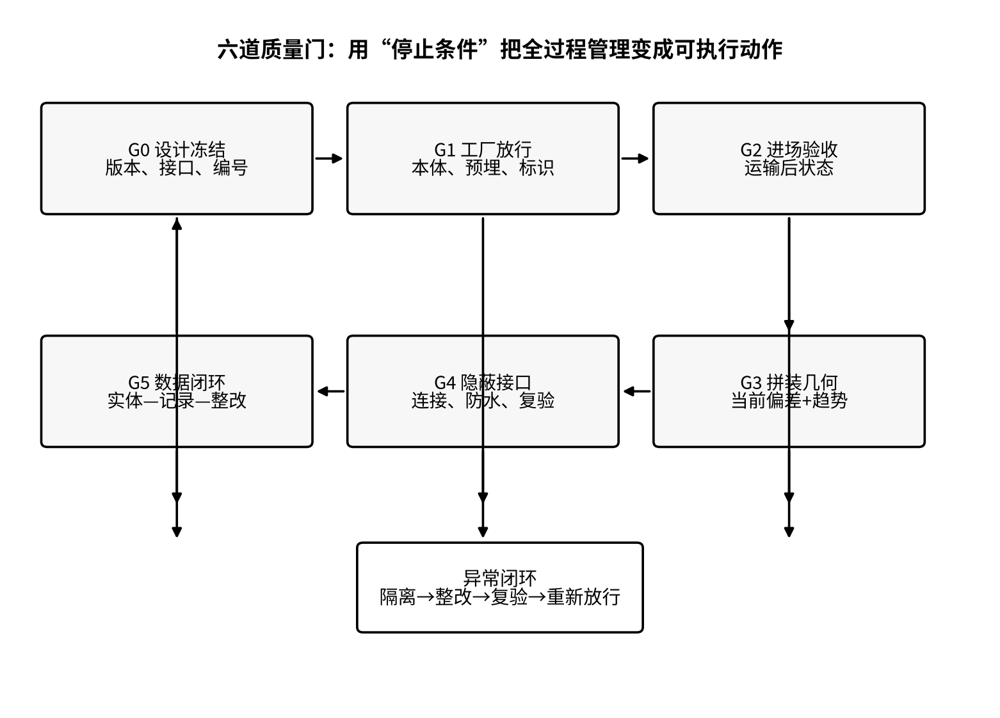 六道质量门：用“停止条件”把全过程管理变成可执行动作
G0 设计冻结
版本、接口、编号
G1 工厂放行
本体、预埋、标识
G2 进场验收
运输后状态
G5 数据闭环
实体—记录—整改
G4 隐蔽接口
连接、防水、复验
G3 拼装几何
当前偏差+趋势
异常闭环
隔离→整改→复验→重新放行